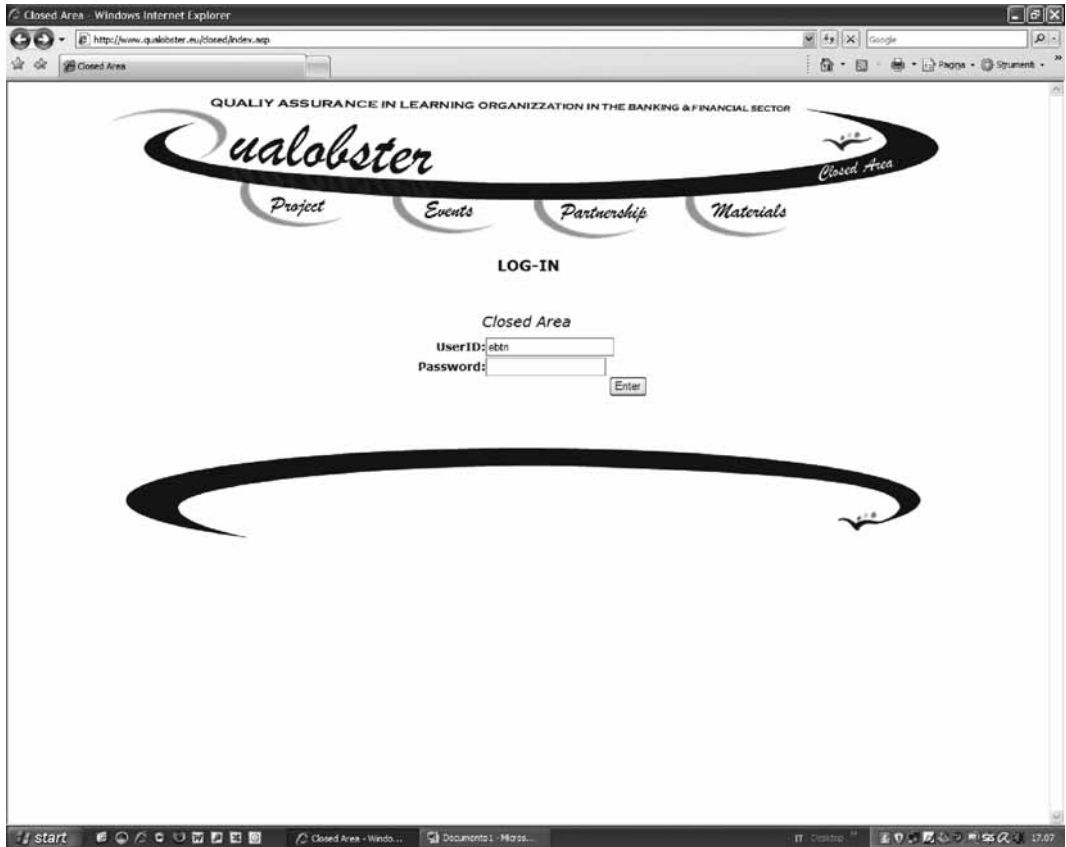 Closed Area - Windows Internet Explorer
http://www.qualobster.eu/closed/index.asp
Google
Closed Area
Pagina
Strumenti
QUALIY ASSURANCE IN LEARNING ORGANIZZATION IN THE BANKING & FINANCIAL SECTOR
Qualobster
Closed Area
Project Events Partnership Materials
LOG-IN
Closed Area
UserID: ebtn
Password:
Enter
start
Closed Area - Windo...
Documento1 - Micros...
IT
Desktop
17.07